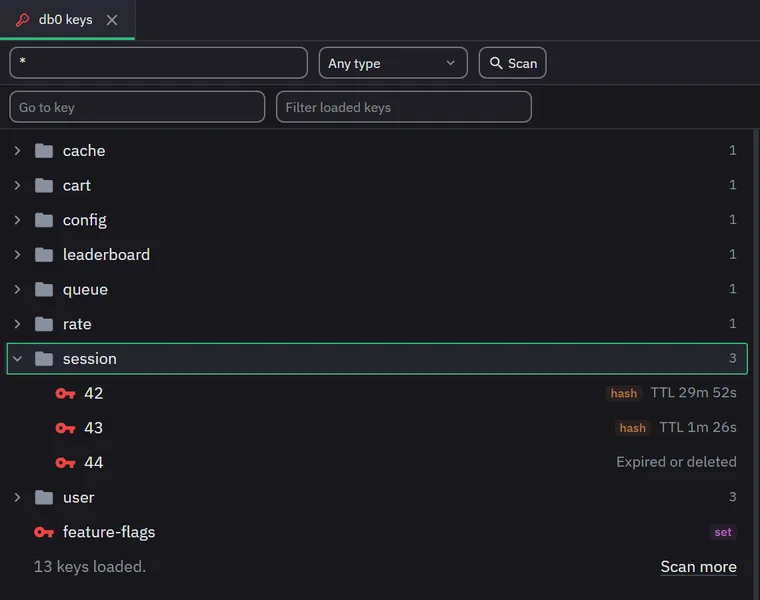 db0 keys
* Any type Scan
Go to key Filter loaded keys
cache 1
cart 1
config 1
leaderboard 1
queue 1
rate 1
session 3
42 hash TTL 29m 52s
43 hash TTL 1m 26s
44 Expired or deleted
user 3
feature-flags set
13 keys loaded. Scan more